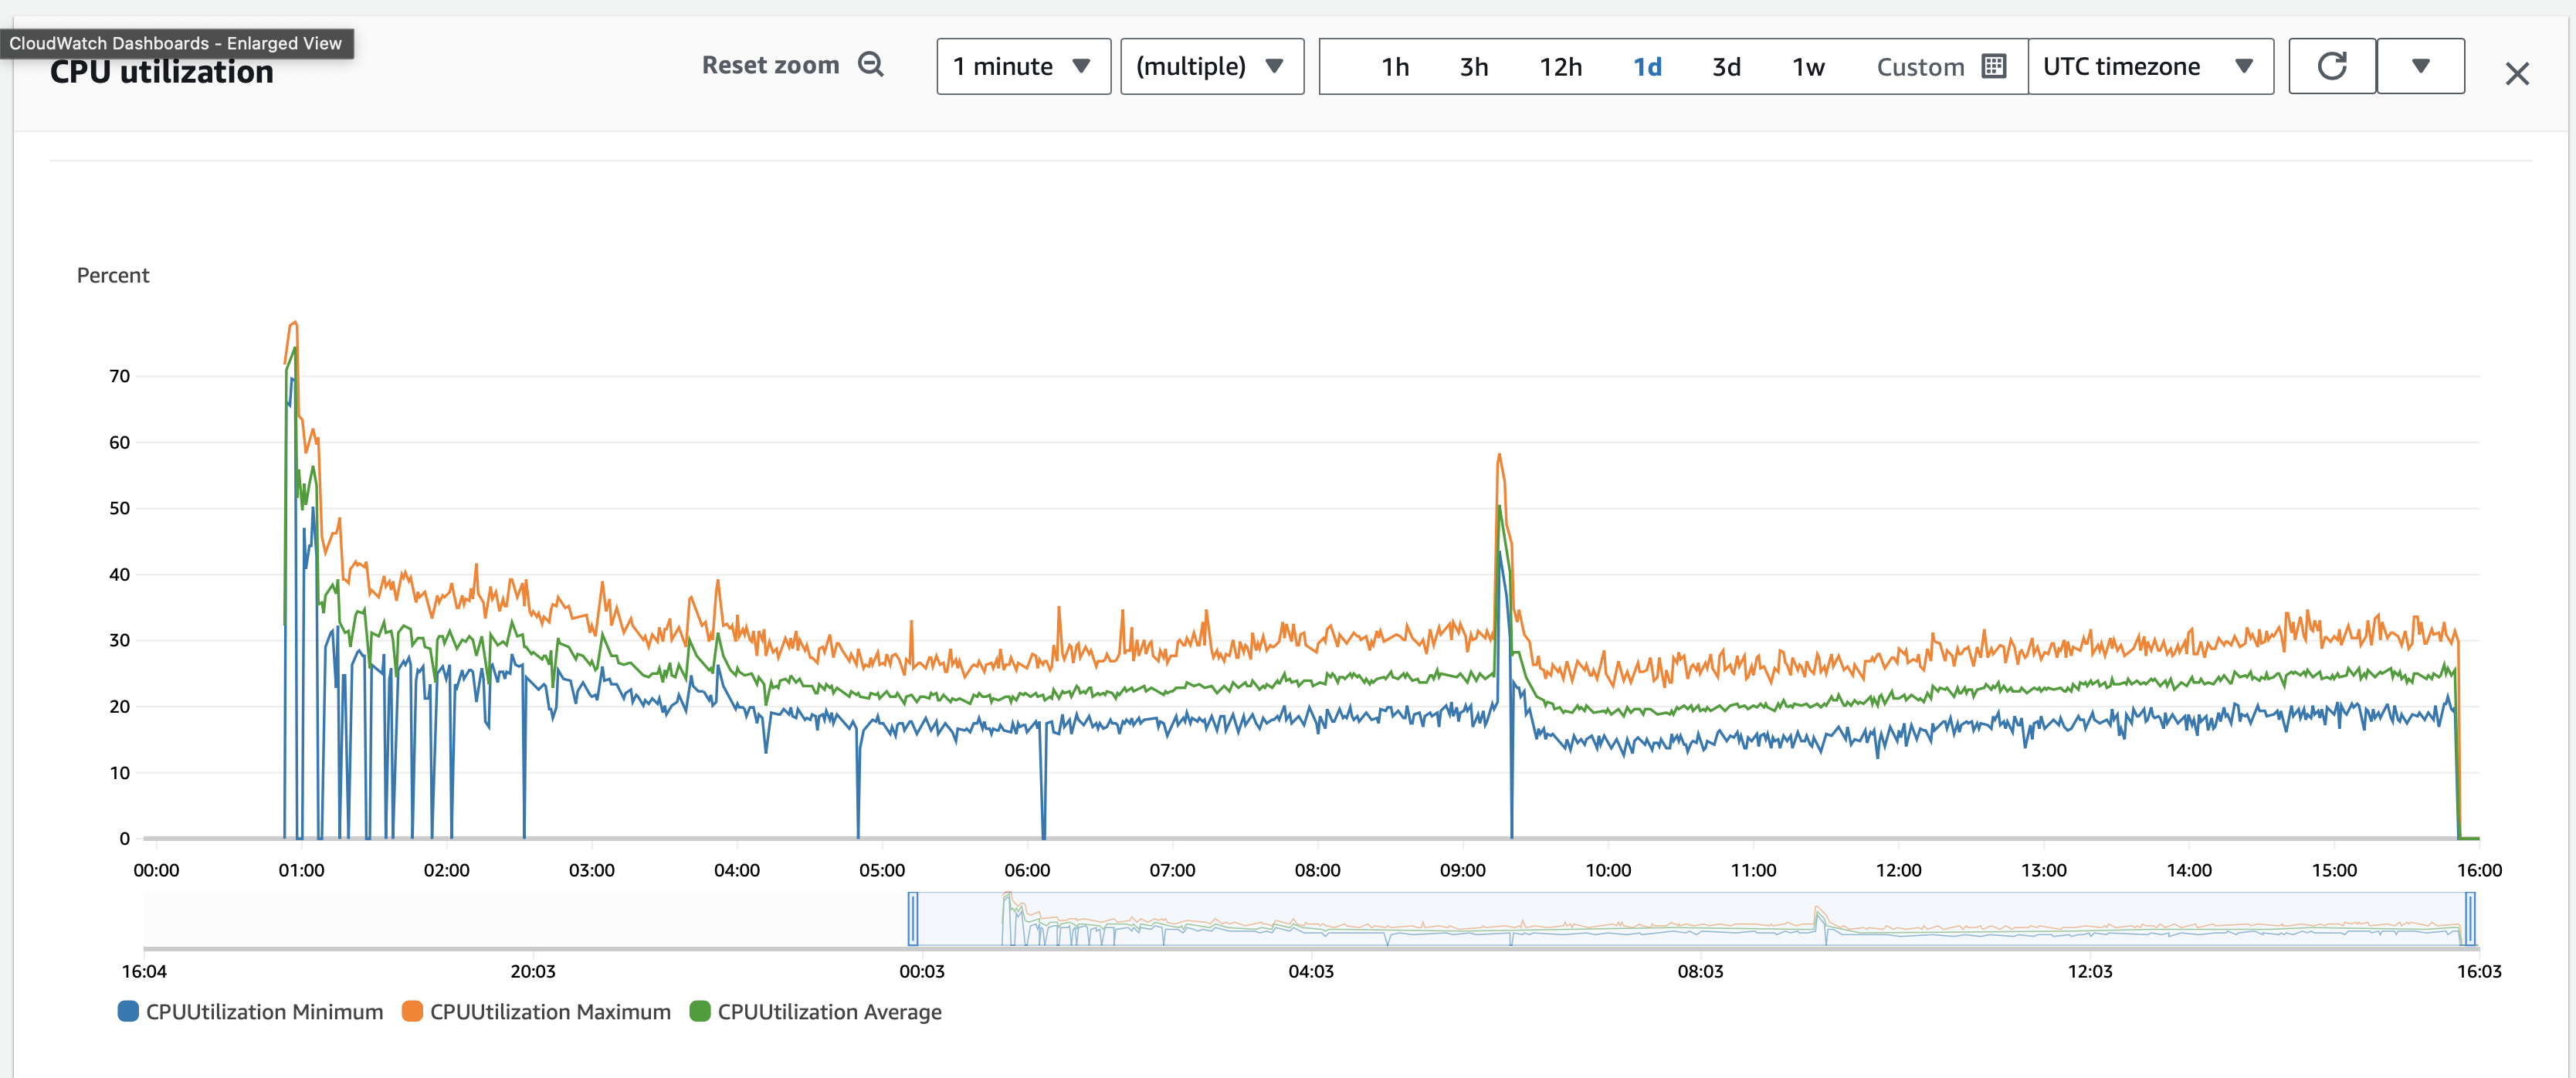 CloudWatch Dashboards - Enlarged View
CPU utilization
Reset zoom
1 minute
(multiple)
1h 3h 12h 1d 3d 1w Custom
UTC timezone
Percent
70
60
50
40
30
20
10
0
00:00 01:00 02:00 03:00 04:00 05:00 06:00 07:00 08:00 09:00 10:00 11:00 12:00 13:00 14:00 15:00 16:00
16:04 20:03 00:03 04:03 08:03 12:03 16:03
CPUUtilization Minimum CPUUtilization Maximum CPUUtilization Average